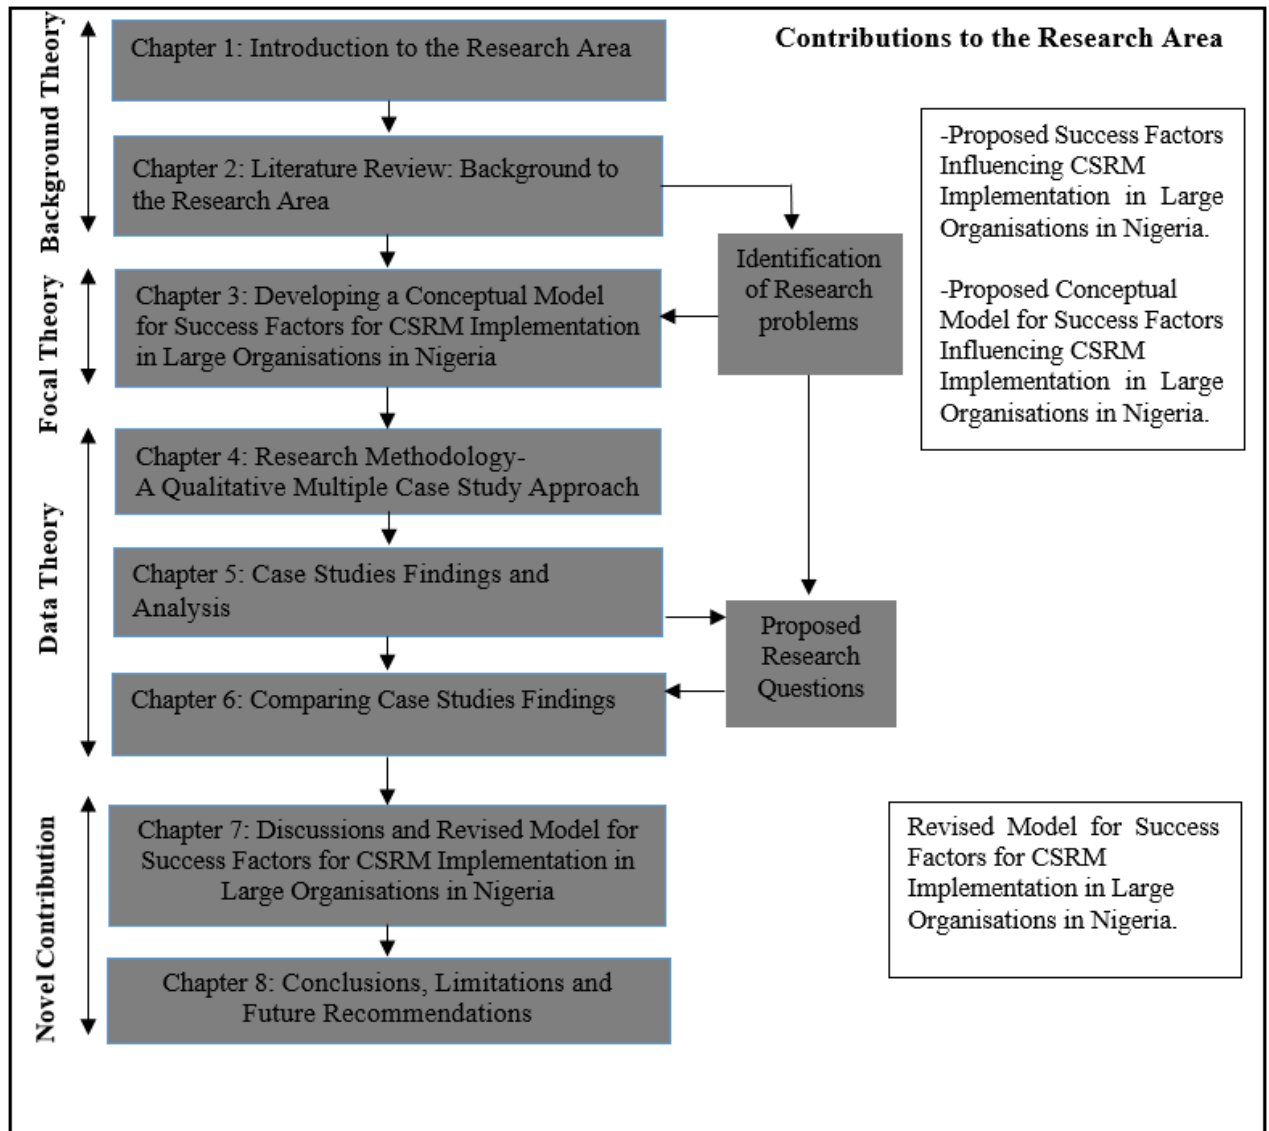 Contributions to the Research Area
Background Theory
Chapter 1: Introduction to the Research Area
Chapter 2: Literature Review: Background to
the Research Area
Identification
of Research
problems
Focal Theory
Chapter 3: Developing a Conceptual Model
for Success Factors for CSRM Implementation
in Large Organisations in Nigeria
-Proposed Success Factors
Influencing CSRM
Implementation in Large
Organisations in Nigeria.
-Proposed Conceptual
Model for Success Factors
Influencing CSRM
Implementation in Large
Organisations in Nigeria.
Data Theory
Chapter 4: Research Methodology-
A Qualitative Multiple Case Study Approach
Chapter 5: Case Studies Findings and
Analysis
Proposed
Research
Questions
Chapter 6: Comparing Case Studies Findings
Novel Contribution
Chapter 7: Discussions and Revised Model for
Success Factors for CSRM Implementation in
Large Organisations in Nigeria
Revised Model for Success
Factors for CSRM
Implementation in Large
Organisations in Nigeria.
Chapter 8: Conclusions, Limitations and
Future Recommendations